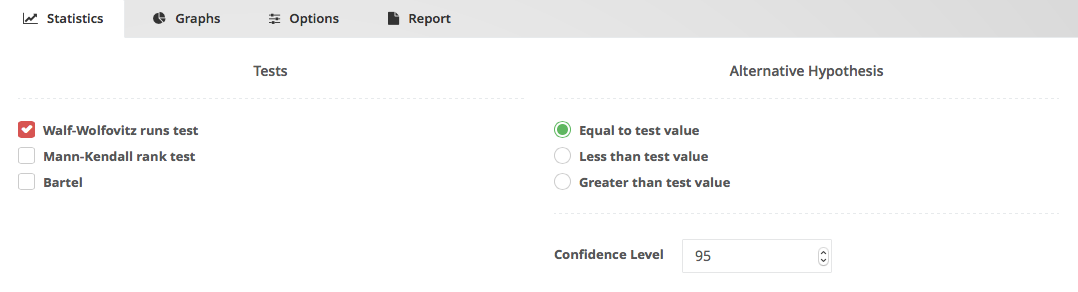 Statistics Graphs Options Report
Tests
Walf-Wolfovitz runs test
Mann-Kendall rank test
Bartel
Alternative Hypothesis
Equal to test value
Less than test value
Greater than test value
Confidence Level 95